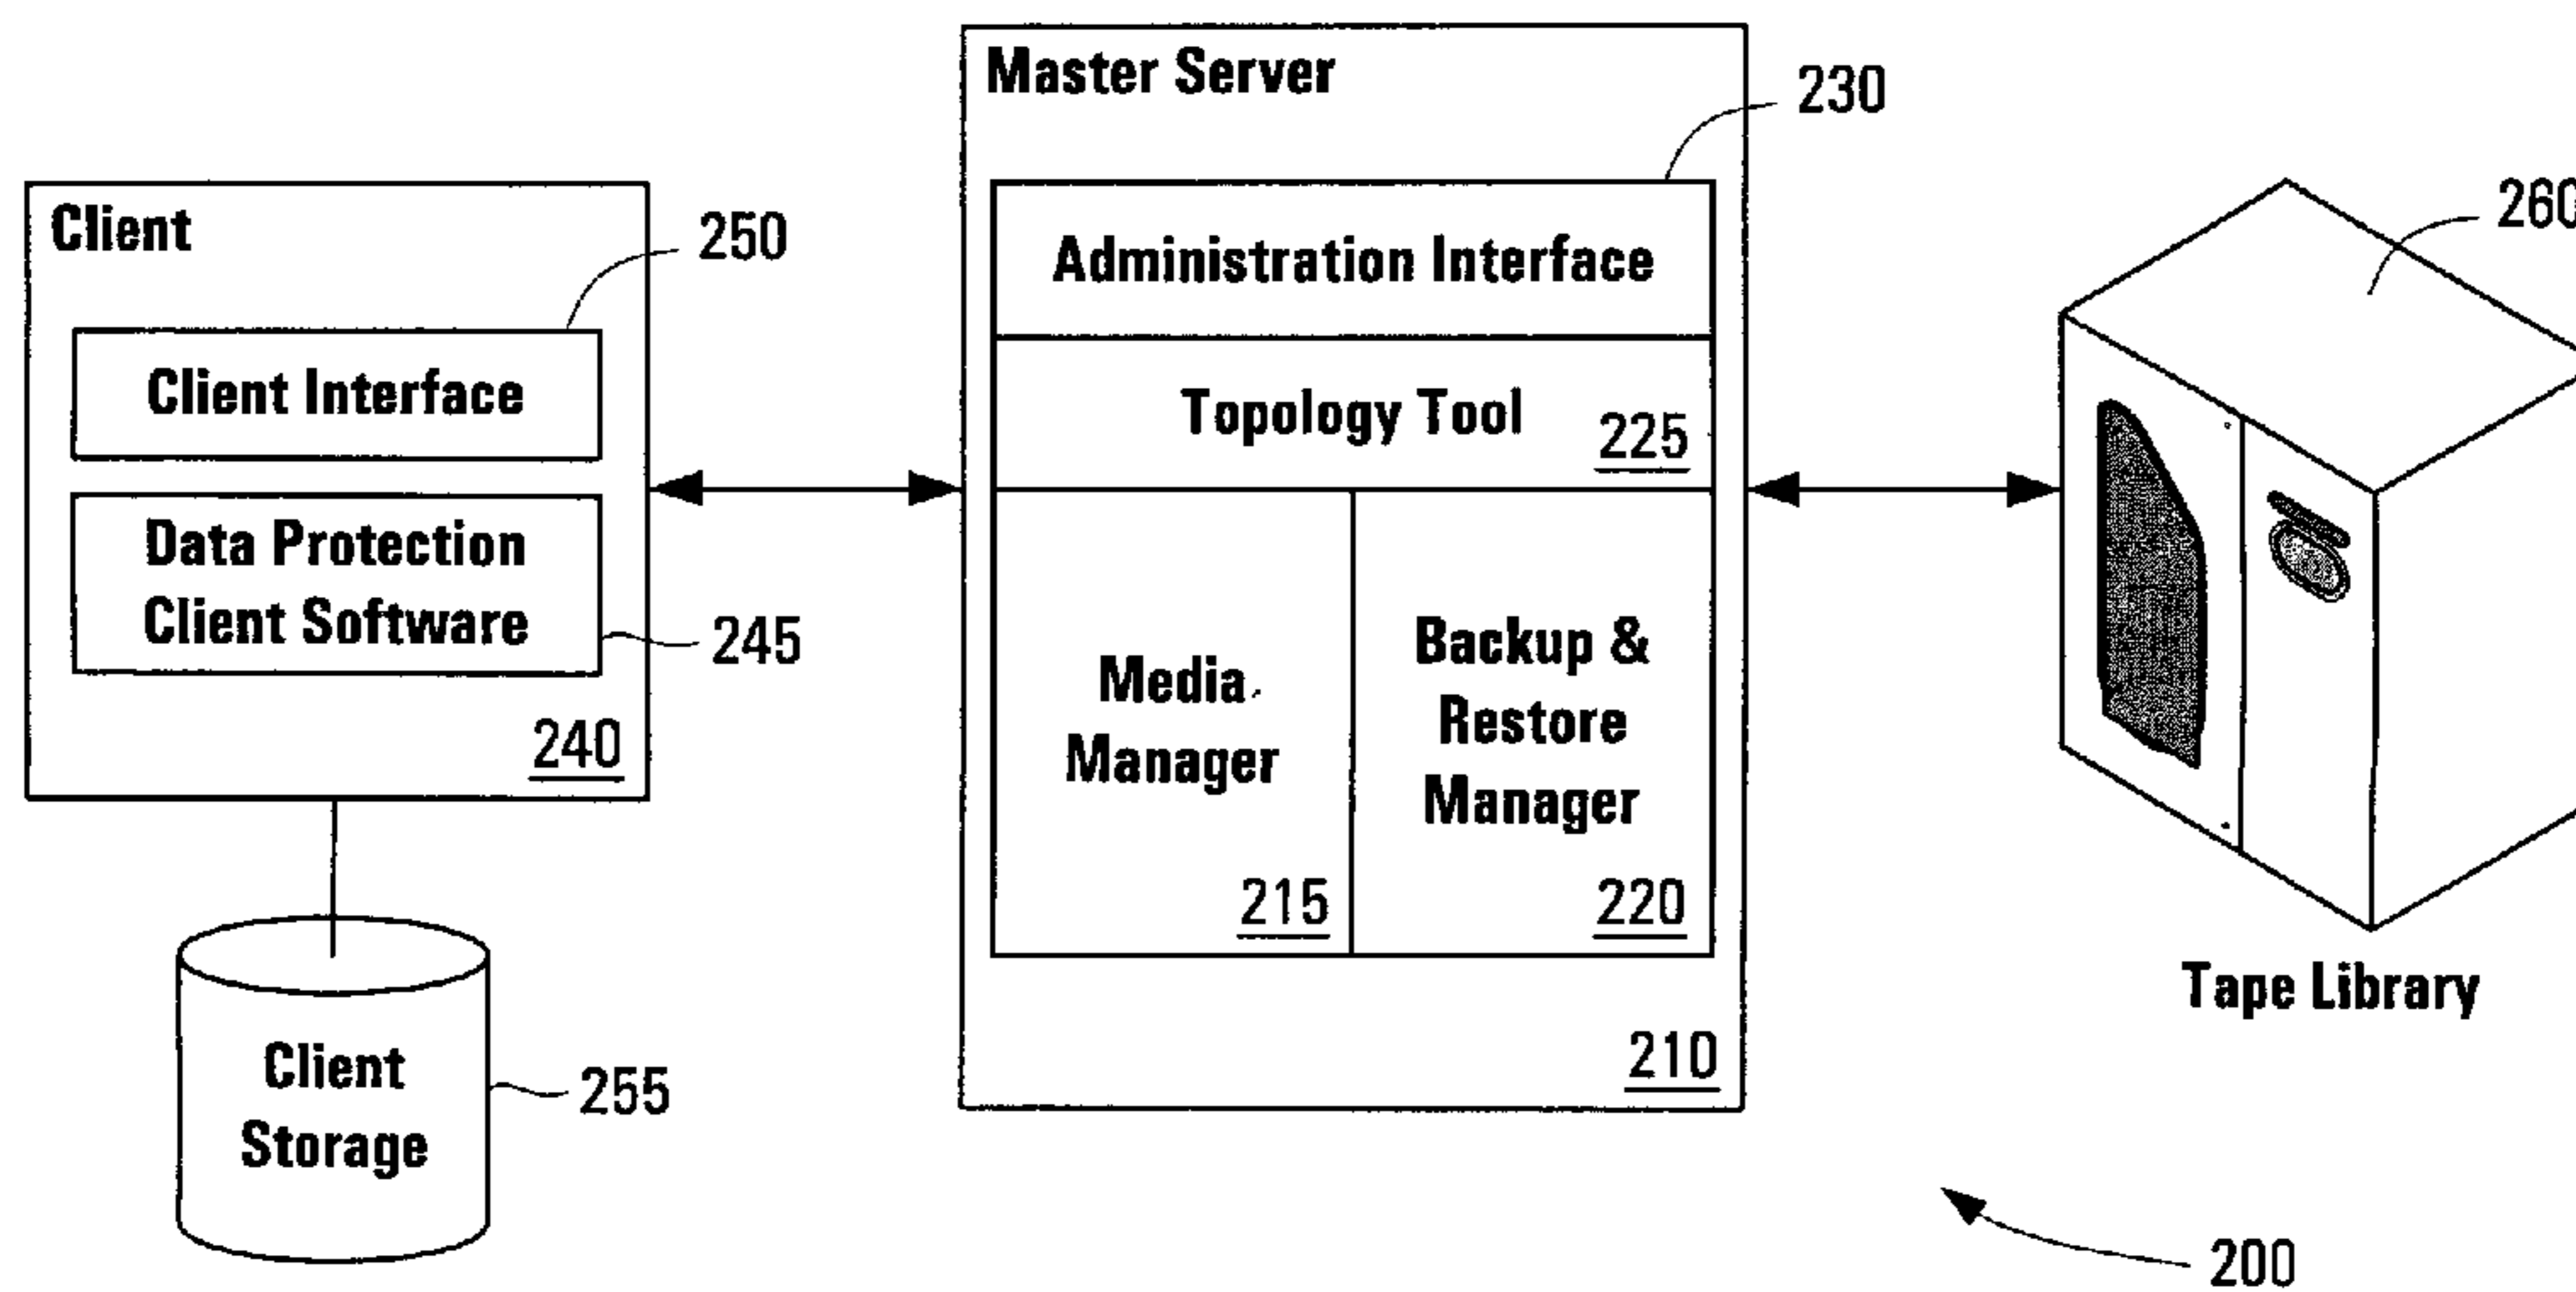 Master Server
230
Administration Interface
Topology Tool
225
Media
Manager
215
Backup &
Restore
Manager
220
210
Client
250
Client Interface
Data Protection
Client Software
245
240
Client
Storage
255
260
Tape Library
200